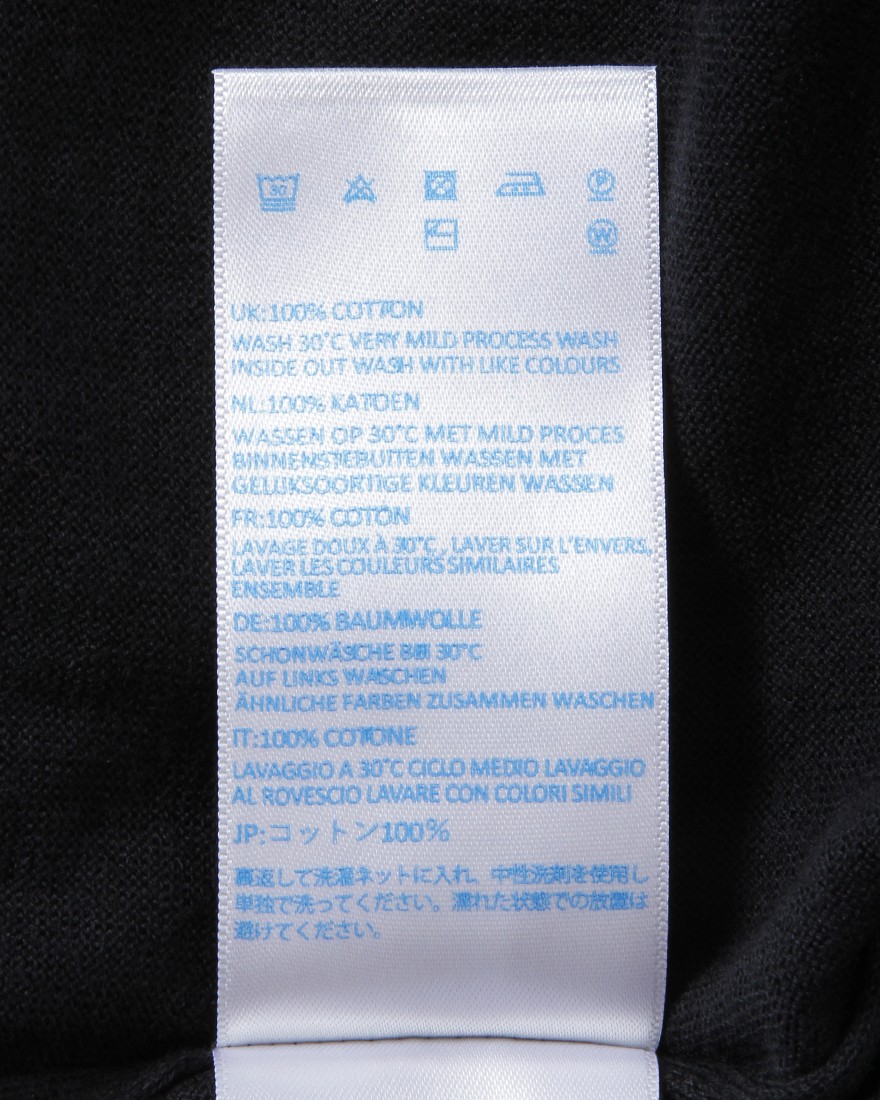 30
P
W
UK:100% COTTON
WASH 30°C VERY MILD PROCESS WASH
INSIDE OUT WASH WITH LIKE COLOURS
NL:100% KATOEN
WASSEN OP 30°C MET MILD PROCES
BINNENSTEBUITEN WASSEN MET
GELIJKSOORTIGE KLEUREN WASSEN
FR:100% COTON
LAVAGE DOUX À 30°C , LAVER SUR L'ENVERS,
LAVER LES COULEURS SIMILAIRES
ENSEMBLE
DE:100% BAUMWOLLE
SCHONWÄSCHE BEI 30°C
AUF LINKS WASCHEN
ÄHNLICHE FARBEN ZUSAMMEN WASCHEN
IT:100% COTONE
LAVAGGIO A 30°C CICLO MEDIO LAVAGGIO
AL ROVESCIO LAVARE CON COLORI SIMILI
JP:コットン100%
裏返して洗濯ネットに入れ、中性洗剤を使用し
単独で洗ってください。濡れた状態での放置は
避けてください。